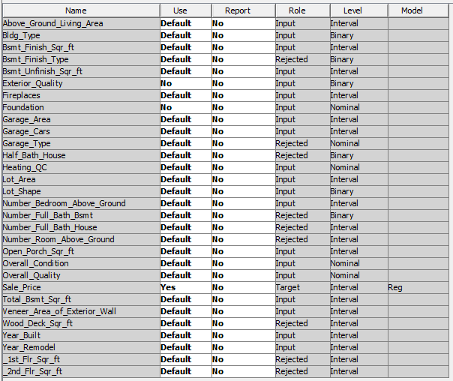 Name Use Report Role Level Model
Above_Ground_Living_Area Default No Input Interval
Bldg_Type Default No Input Binary
Bsmt_Finish_Sqr_ft Default No Input Interval
Bsmt_Finish_Type Default No Rejected Binary
Bsmt_Unfinish_Sqr_ft Default No Input Interval
Exterior_Quality No No Input Binary
Fireplaces Default No Input Interval
Foundation No No Input Nominal
Garage_Area Default No Input Interval
Garage_Cars Default No Input Interval
Garage_Type Default No Rejected Nominal
Half_Bath_House Default No Rejected Binary
Heating_QC Default No Input Nominal
Lot_Area Default No Input Interval
Lot_Shape Default No Input Binary
Number_Bedroom_Above_Ground Default No Input Interval
Number_Full_Bath_Bsmt Default No Rejected Binary
Number_Full_Bath_House Default No Rejected Interval
Number_Room_Above_Ground Default No Rejected Interval
Open_Porch_Sqr_ft Default No Input Interval
Overall_Condition Default No Input Nominal
Overall_Quality Default No Input Nominal
Sale_Price Yes No Target Interval Reg
Total_Bsmt_Sqr_ft Default No Input Interval
Veneer_Area_of_Exterior_Wall Default No Input Interval
Wood_Deck_Sqr_ft Default No Rejected Interval
Year_Built Default No Input Interval
Year_Remodel Default No Input Interval
_1st_Flr_Sqr_ft Default No Rejected Interval
_2nd_Flr_Sqr_ft Default No Rejected Interval